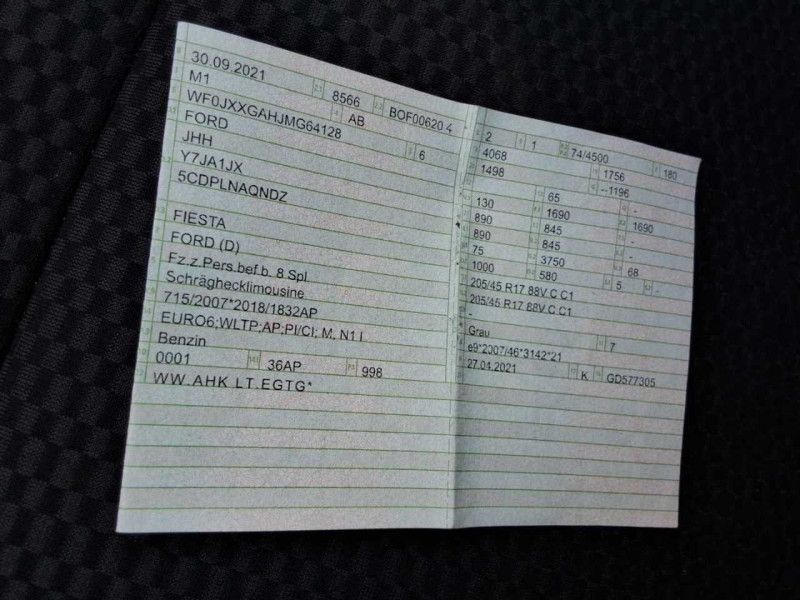 30.09.2021 8566 BOF00620 4
M1 AB
WF0JXXGAHJMG64128 6
FORD
JHH
Y7JA1JX
5CDPLNAQNDZ
FIESTA
FORD (D)
Fz.z.Pers.bef.b. 8 Spl.
Schräghecklimousine
715/2007*2018/1832AP
EURO6;WLTP;AP;PI/CI; M, N1 I
Benzin
0001 36AP 998
WW.AHK LT.EGTG*
2 1 74/4500 180
4068 1756
1498 --1196
65 -
130 1690 -
890 845 1690
890 845 -
75 3750 -
1000 580 68
5 -
205/45 R17 88V C C1
205/45 R17 88V C C1
-
Grau 7
e9*2007/46*3142*21
27.04.2021 K GD577305